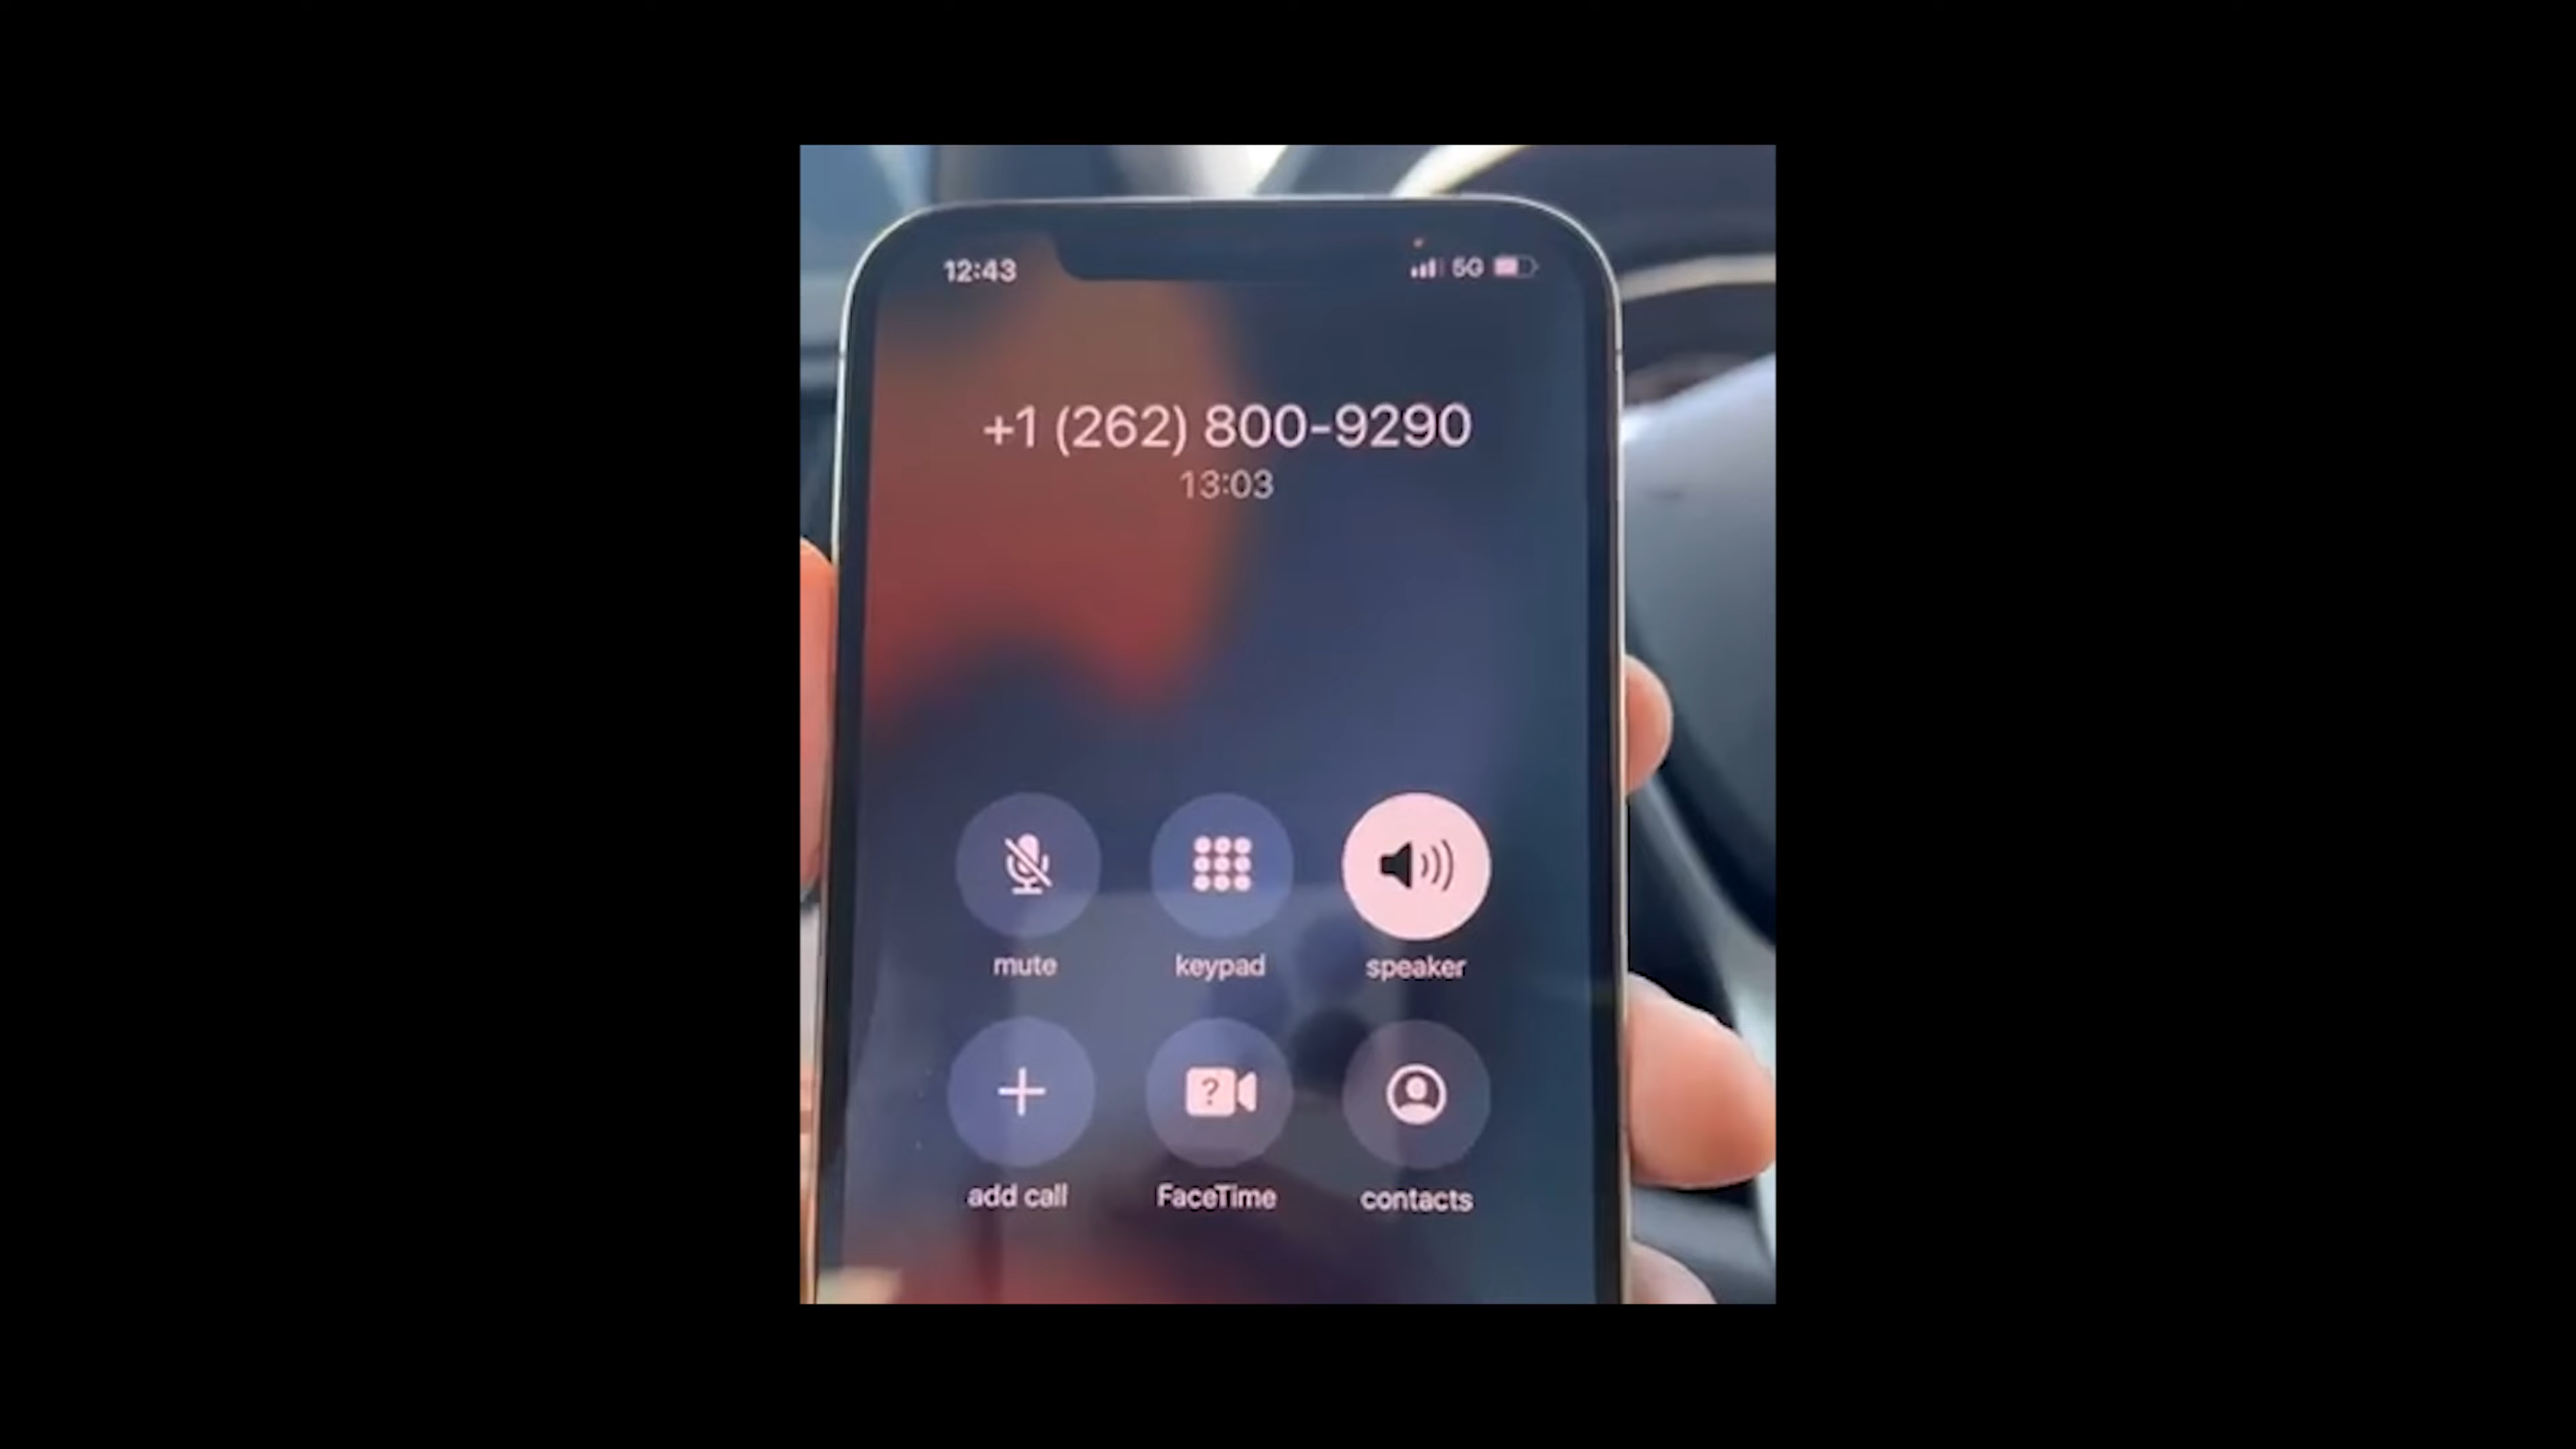 12:43
5G
+1 (262) 800-9290
13:03
mute
keypad
speaker
?
add call
FaceTime
contacts